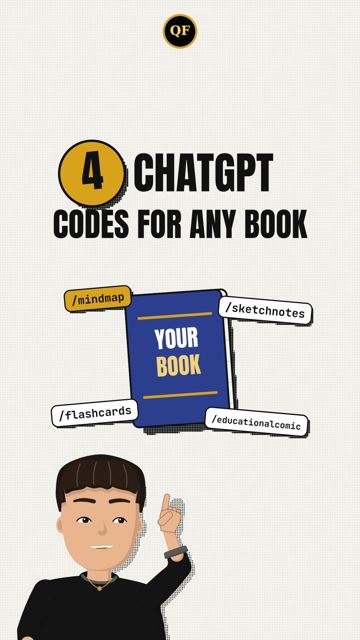 QF
4 CHATGPT
CODES FOR ANY BOOK
/mindmap
/sketchnotes
YOUR
BOOK
/flashcards
/educationalcomic